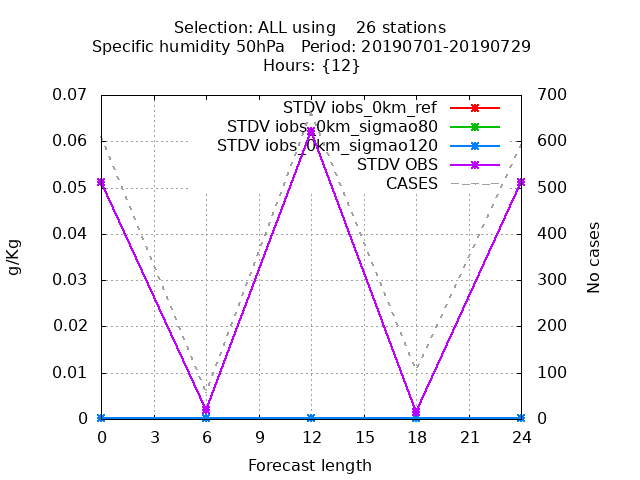 Selection: ALL using 26 stations
Specific humidity 50hPa Period: 20190701-20190729
Hours: {12}
STDV iobs_0km_ref
STDV iobs_0km_sigmao80
STDV iobs_0km_sigmao120
STDV OBS
CASES
0.07
0.06
0.05
0.04
0.03
0.02
0.01
0
700
600
500
400
300
200
100
0
g/Kg
No cases
0 3 6 9 12 15 18 21 24
Forecast length